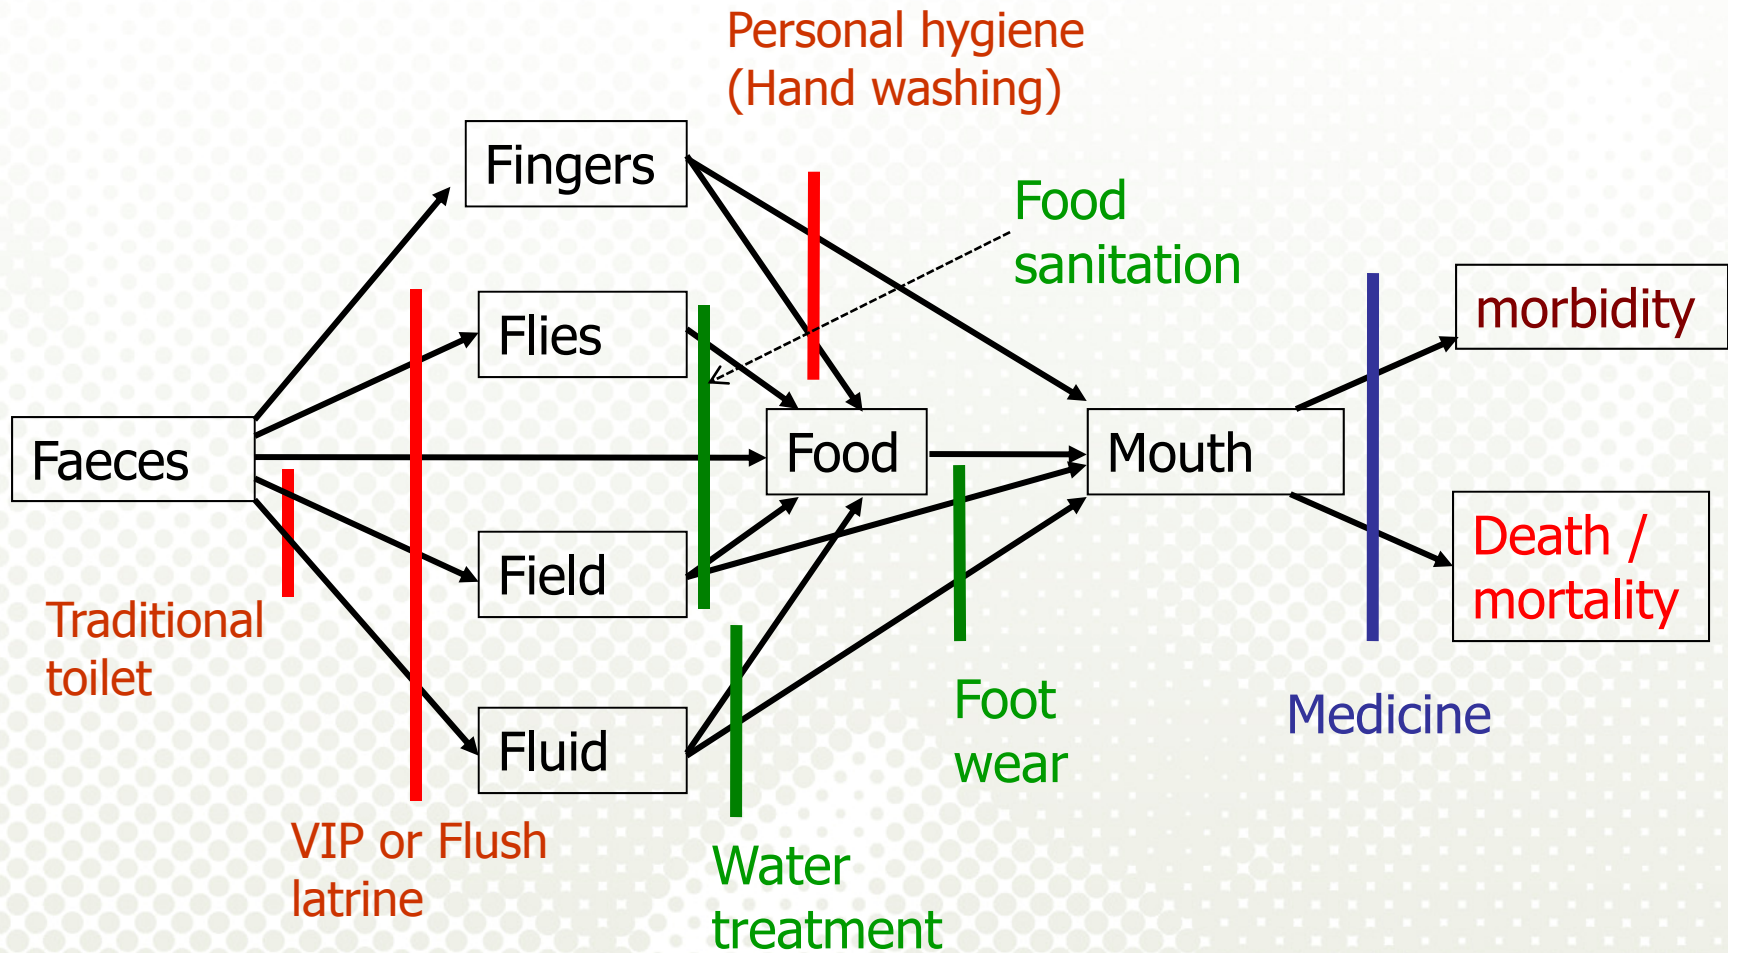 Personal hygiene
(Hand washing)
Fingers
Food
sanitation
Flies
morbidity
Faeces
Food
Mouth
Field
Death /
mortality
Traditional
toilet
Fluid
Foot
wear
Medicine
VIP or Flush
latrine
Water
treatment